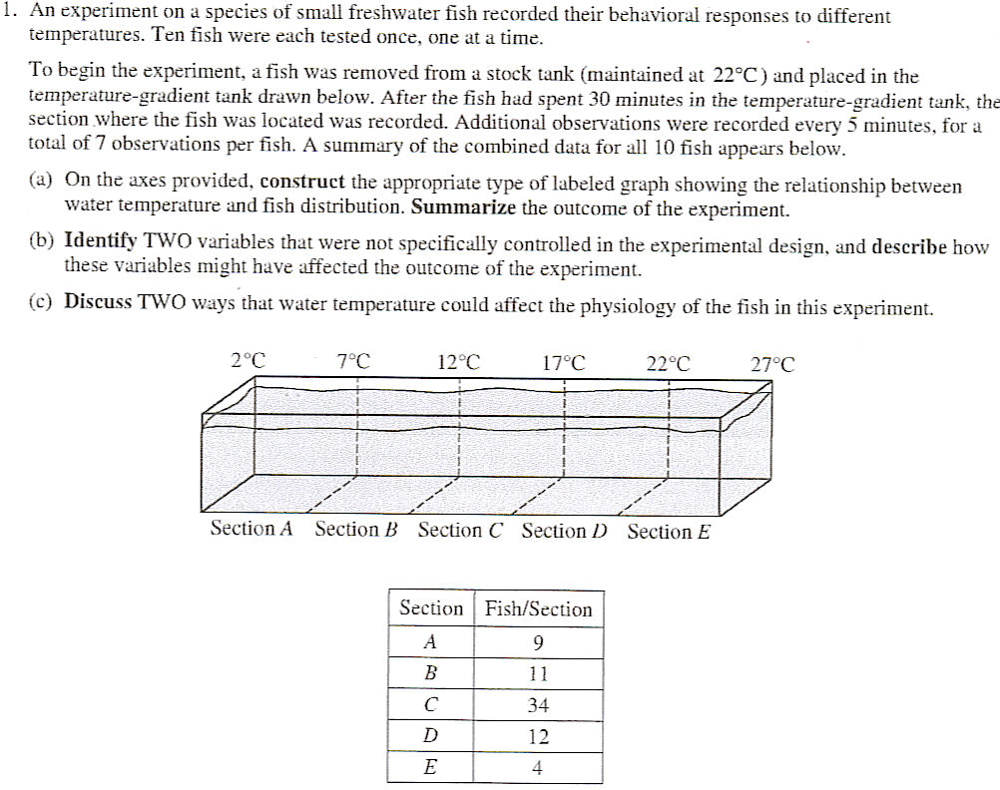 1. An experiment on a species of small freshwater fish recorded their behavioral responses to different
temperatures. Ten fish were each tested once, one at a time.
To begin the experiment, a fish was removed from a stock tank (maintained at 22°C) and placed in the
temperature-gradient tank drawn below. After the fish had spent 30 minutes in the temperature-gradient tank, the
section where the fish was located was recorded. Additional observations were recorded every 5 minutes, for a
total of 7 observations per fish. A summary of the combined data for all 10 fish appears below.
(a) On the axes provided, construct the appropriate type of labeled graph showing the relationship between
water temperature and fish distribution. Summarize the outcome of the experiment.
(b) Identify TWO variables that were not specifically controlled in the experimental design, and describe how
these variables might have affected the outcome of the experiment.
(c) Discuss TWO ways that water temperature could affect the physiology of the fish in this experiment.
2°C 7°C 12°C 17°C 22°C 27°C
Section A Section B Section C Section D Section E
Section Fish/Section
A 9
B 11
C 34
D 12
E 4